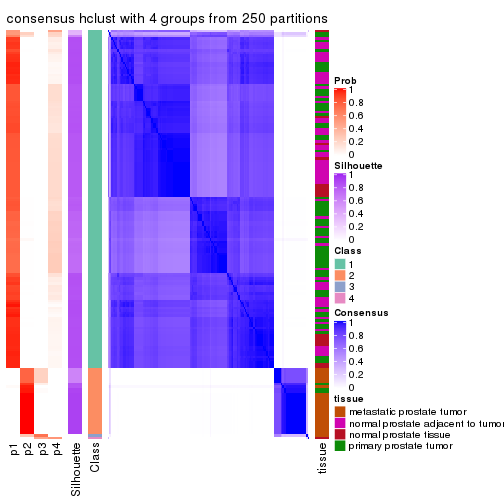 consensus hclust with 4 groups from 250 partitions
Prob
1
0.8
0.6
0.4
0.2
0
Silhouette
1
0.8
0.6
0.4
0.2
0
Class
1
2
3
4
Consensus
1
0.8
0.6
0.4
0.2
0
tissue
metastatic prostate tumor
normal prostate adjacent to tumor
normal prostate tissue
primary prostate tumor
p1
p2
p3
p4
Silhouette
Class
tissue